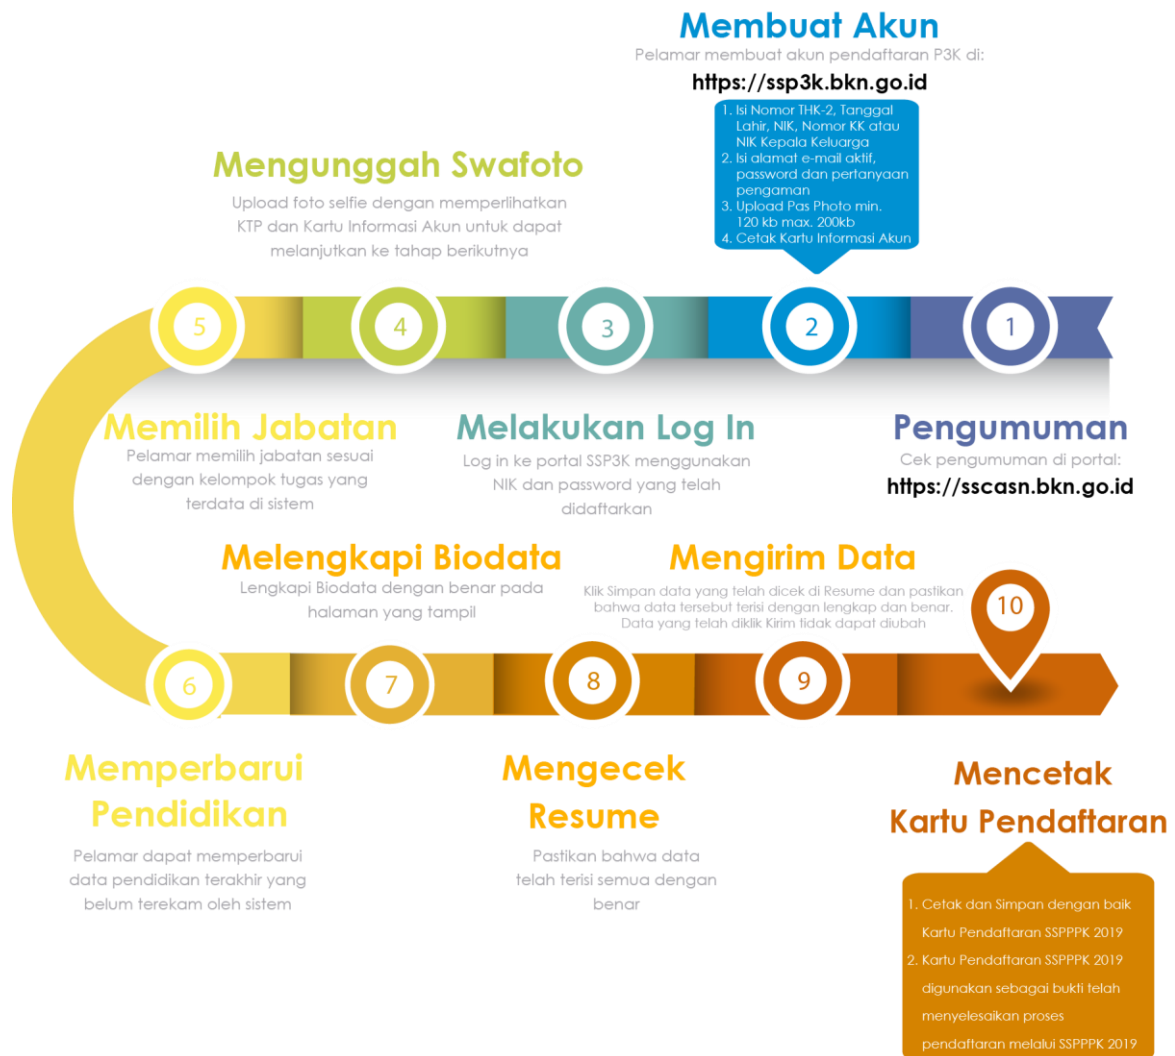 Membuat Akun
Pelamar membuat akun pendaftaran P3K di:
https://ssp3k.bkn.go.id
1. Isi Nomor THK-2, Tanggal
Lahir, NIK, Nomor KK atau
NIK Kepala Keluarga
2. Isi alamat e-mail aktif,
password dan pertanyaan
pengaman
3. Upload Pas Photo min.
120 kb max. 200kb
4. Cetak Kartu Informasi Akun
Mengunggah Swafoto
Upload foto selfie dengan memperlihatkan
KTP dan Kartu Informasi Akun untuk dapat
melanjutkan ke tahap berikutnya
5
4
3
2
1
Memilih Jabatan
Pelamar memilih jabatan sesuai
dengan kelompok tugas yang
terdata di sistem
Melakukan Log In
Log in ke portal SSP3K menggunakan
NIK dan password yang telah
didaftarkan
Pengumuman
Cek pengumuman di portal:
https://sscasn.bkn.go.id
Melengkapi Biodata
Lengkapi Biodata dengan benar pada
halaman yang tampil
Mengirim Data
Klik Simpan data yang telah dicek di Resume dan pastikan
bahwa data tersebut terisi dengan lengkap dan benar.
Data yang telah diklik Kirim tidak dapat diubah
10
6
7
8
9
Memperbarui
Pendidikan
Pelamar dapat memperbarui
data pendidikan terakhir yang
belum terekam oleh sistem
Mengecek
Resume
Pastikan bahwa data
telah terisi semua dengan
benar
Mencetak
Kartu Pendaftaran
1. Cetak dan Simpan dengan baik
Kartu Pendaftaran SSPPPK 2019
2. Kartu Pendaftaran SSPPPK 2019
digunakan sebagai bukti telah
menyelesaikan proses
pendaftaran melalui SSPPPK 2019